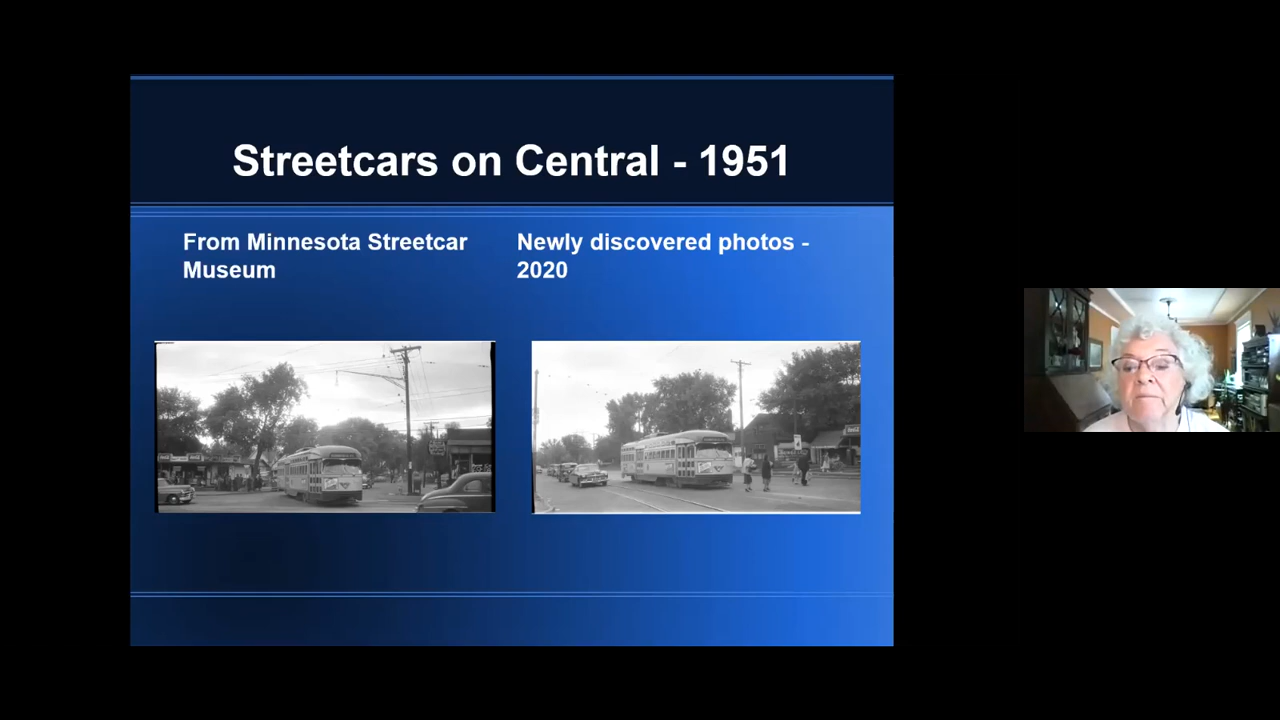 Streetcars on Central - 1951
From Minnesota Streetcar
Museum
Newly discovered photos -
2020